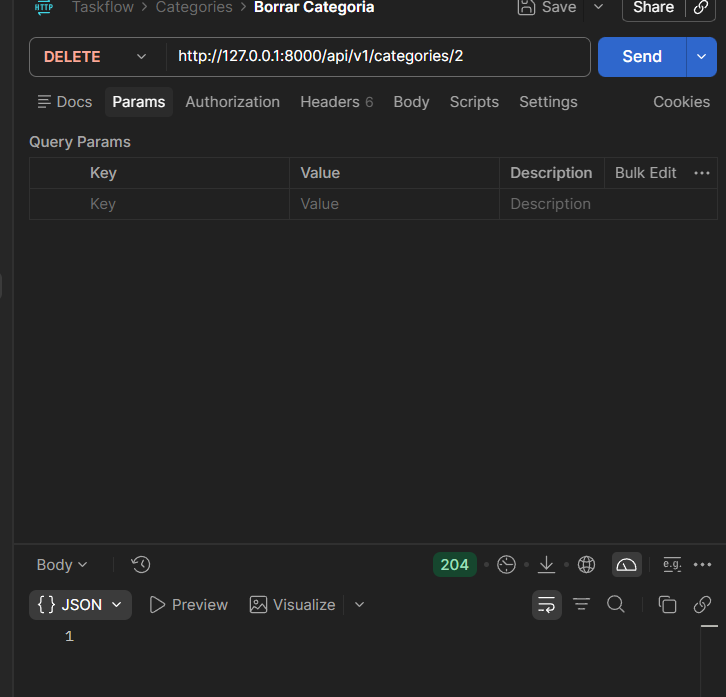 HTTP Taskflow > Categories > Borrar Categoria Save Share
DELETE http://127.0.0.1:8000/api/v1/categories/2 Send
Docs Params Authorization Headers 6 Body Scripts Settings Cookies
Query Params
Key Value Description Bulk Edit
Key Value Description
Body 204 e.g.
{} JSON Preview Visualize
1